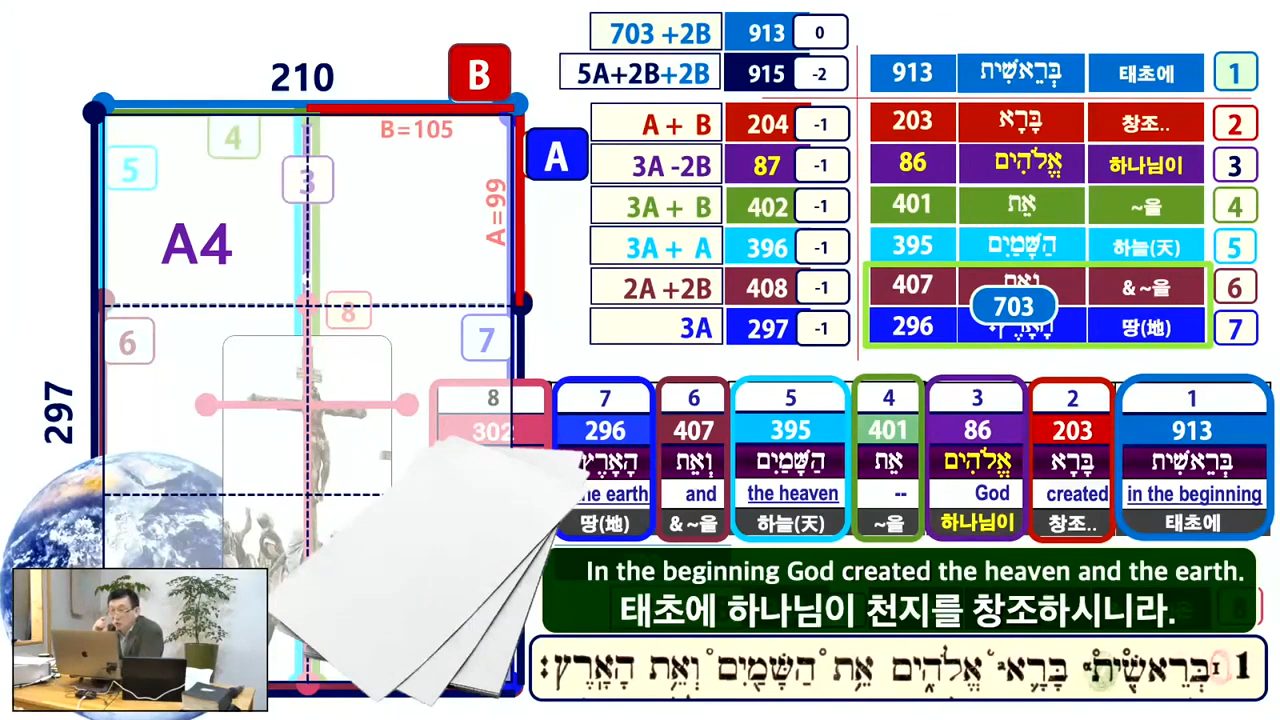 210
B
B=105
A
A=99
5
4
3
A4
8
6
7
297
703 +2B 913 0
5A+2B+2B 915 -2
913 בְּרֵאשִׁית 태초에 1
A + B 204 -1 203 בָּרָא 창조.. 2
3A -2B 87 -1 86 אֱלֹהִים 하나님이 3
3A + B 402 -1 401 אֵת ~을 4
3A + A 396 -1 395 הַשָּׁמַיִם 하늘(天) 5
2A +2B 408 -1 407 & ~을 6
703
3A 297 -1 296 땅(地) 7
8 7 6 5 4 3 2 1
302 296 407 395 401 86 203 913
הָאָרֶץ וְאֵת הַשָּׁמַיִם אֵת אֱלֹהִים בָּרָא בְּרֵאשִׁית
the earth and the heaven -- God created in the beginning
땅(地) & ~을 하늘(天) ~을 하나님이 창조.. 태초에
In the beginning God created the heaven and the earth.
태초에 하나님이 천지를 창조하시니라.
1 בְּרֵאשִׁית בָּרָא אֱלֹהִים אֵת הַשָּׁמַיִם וְאֵת הָאָרֶץ׃